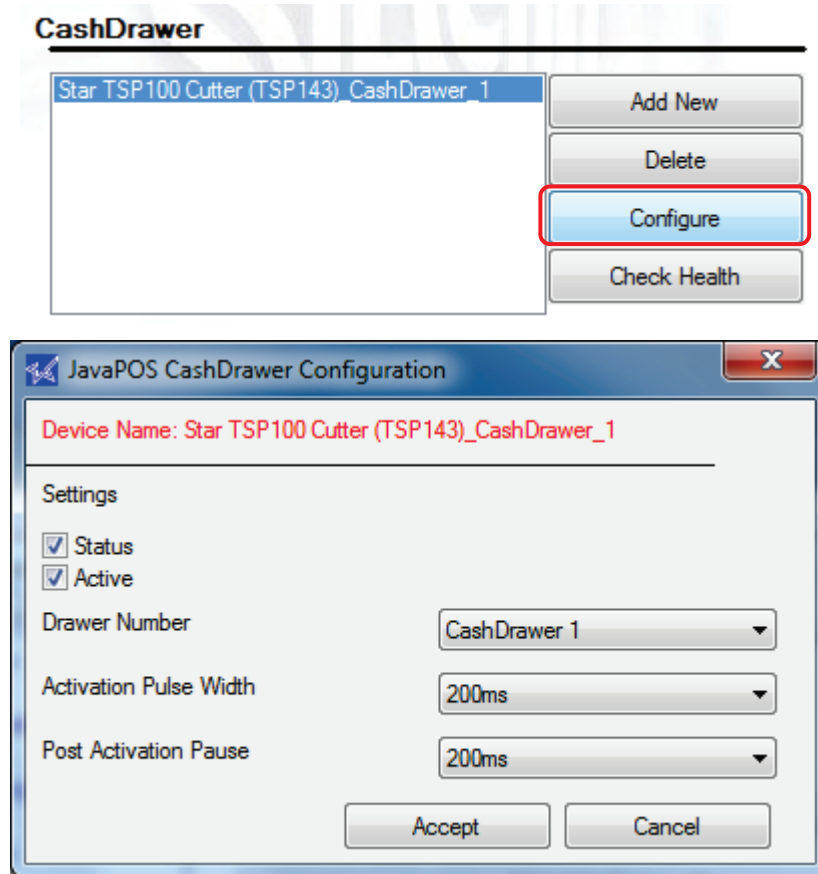 CashDrawer
Star TSP100 Cutter (TSP143)_CashDrawer_1
Add New
Delete
Configure
Check Health
JavaPOS CashDrawer Configuration
Device Name: Star TSP100 Cutter (TSP143)_CashDrawer_1
Settings
Status
Active
Drawer Number
CashDrawer 1
Activation Pulse Width
200ms
Post Activation Pause
200ms
Accept
Cancel